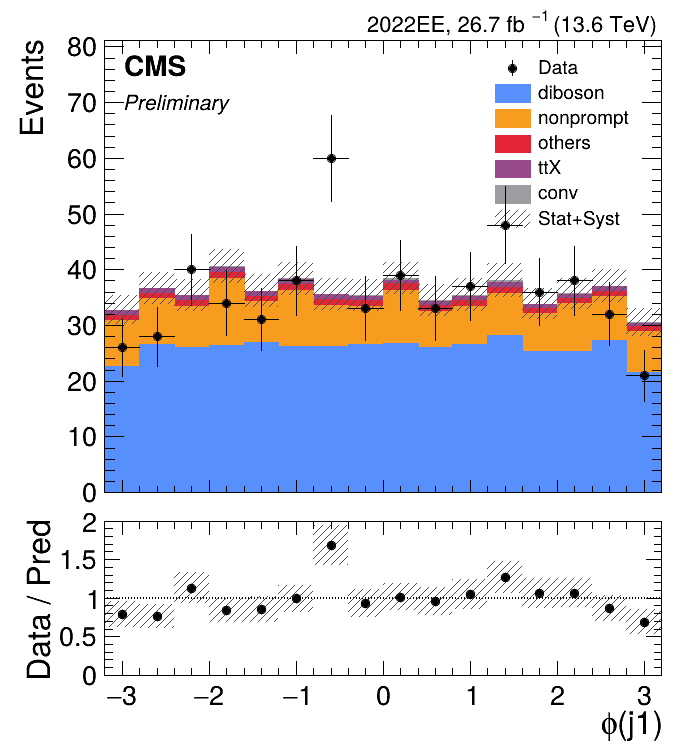 2022EE, 26.7 fb⁻¹ (13.6 TeV)
Events
80
70
60
50
40
30
20
10
0
CMS
Preliminary
Data
diboson
nonprompt
others
ttX
conv
Stat+Syst
Data / Pred
2
1.5
1
0.5
0
−3 −2 −1 0 1 2 3
ϕ(j1)